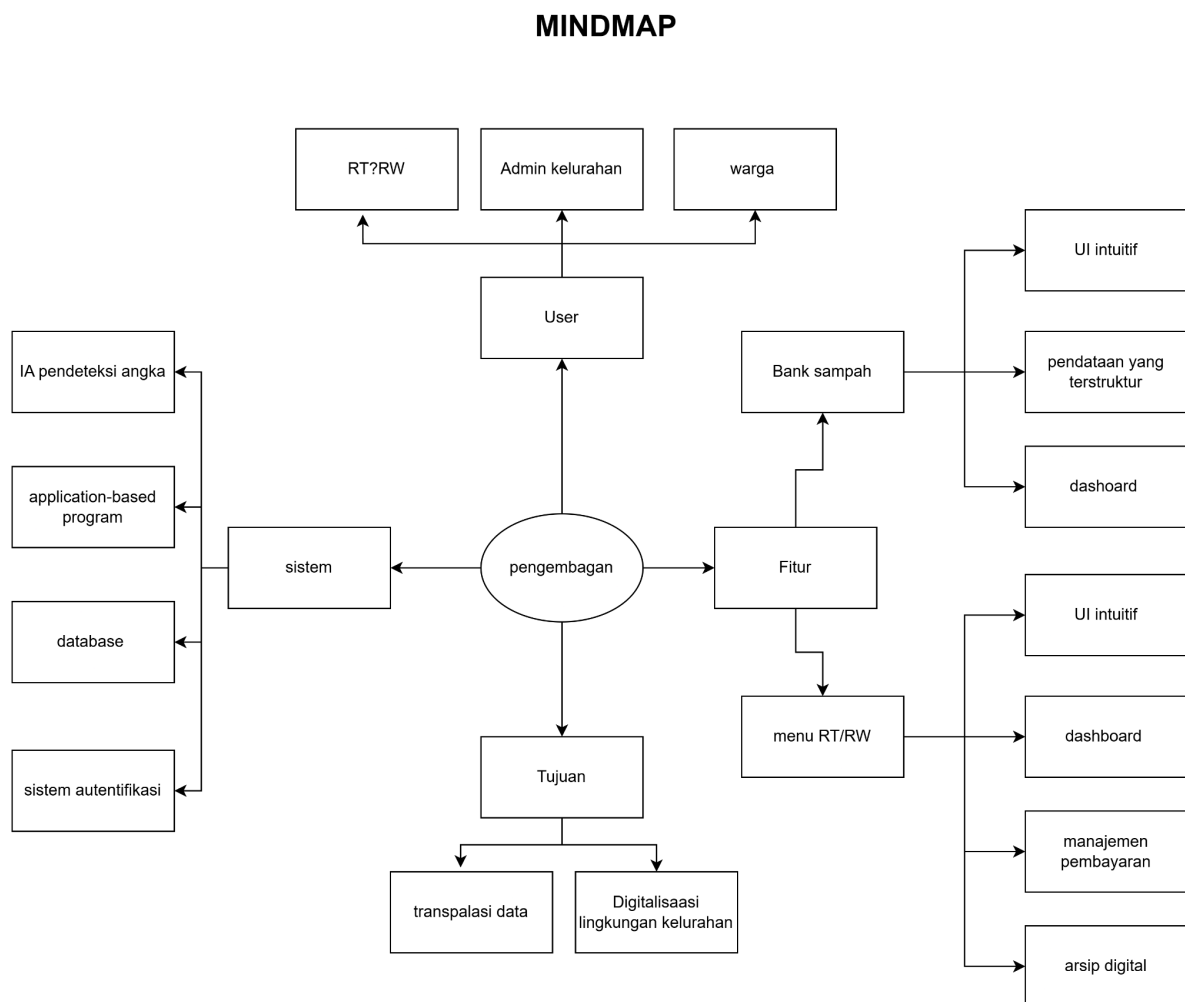 MINDMAP
RT?RW
Admin kelurahan
warga
User
UI intuitif
Bank sampah
pendataan yang
terstruktur
dashoard
IA pendeteksi angka
application-based
program
sistem
database
sistem autentifikasi
pengembagan
Fitur
menu RT/RW
UI intuitif
dashboard
manajemen
pembayaran
arsip digital
Tujuan
transpalasi data
Digitalisaasi
lingkungan kelurahan